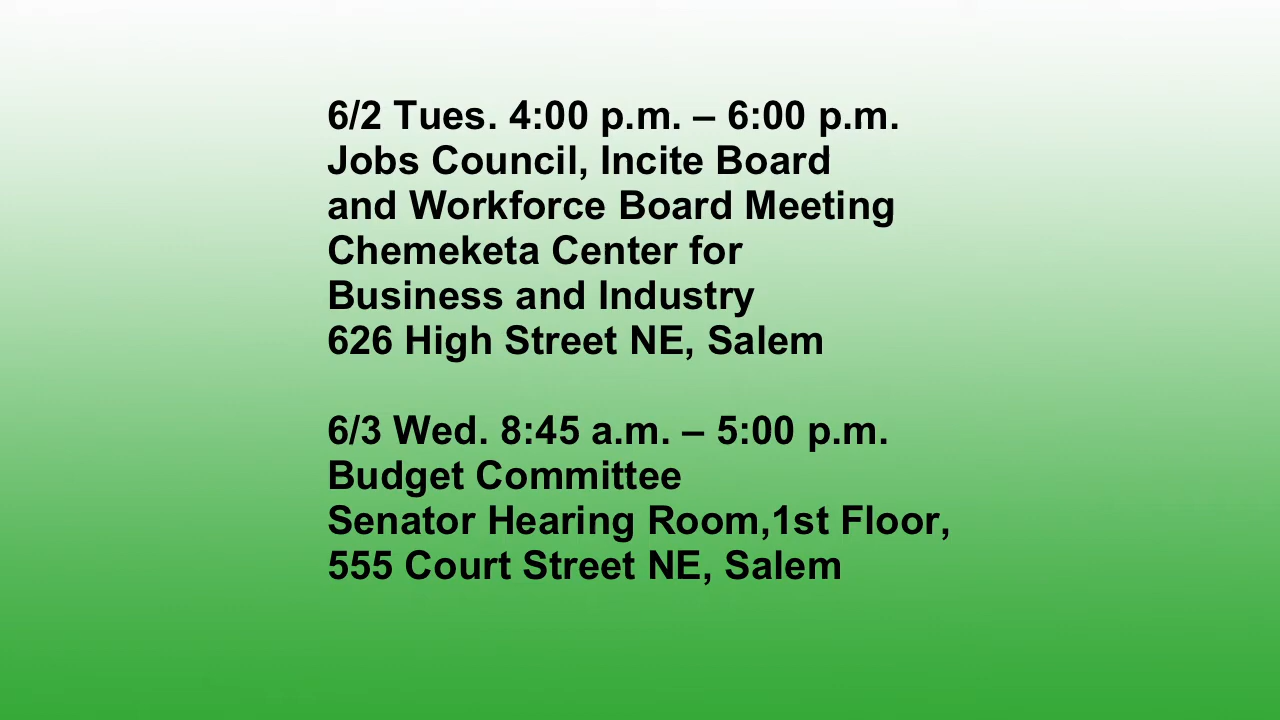 6/2 Tues. 4:00 p.m. – 6:00 p.m.
Jobs Council, Incite Board
and Workforce Board Meeting
Chemeketa Center for
Business and Industry
626 High Street NE, Salem
6/3 Wed. 8:45 a.m. – 5:00 p.m.
Budget Committee
Senator Hearing Room,1st Floor,
555 Court Street NE, Salem